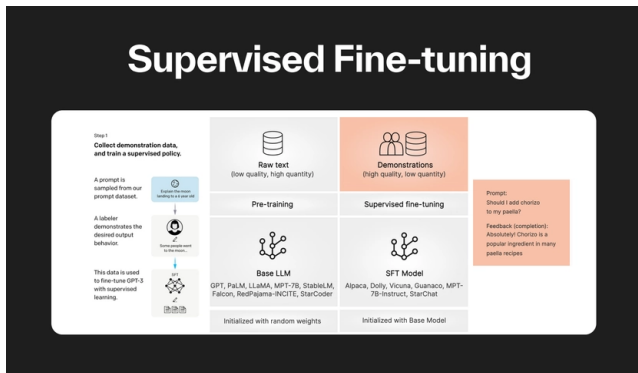 Supervised Fine-tuning
Step 1
Collect demonstration data,
and train a supervised policy.
A prompt is
sampled from our
prompt dataset.
Explain the moon
landing to a 6 year old
A labeler
demonstrates the
desired output
behavior.
Some people went
to the moon...
This data is used
to fine-tune GPT-3
with supervised
learning.
SFT
Raw text
(low quality, high quantity)
Demonstrations
(high quality, low quantity)
Pre-training
Supervised fine-tuning
Base LLM
GPT, PaLM, LLaMA, MPT-7B, StableLM,
Falcon, RedPajama-INCITE, StarCoder
SFT Model
Alpaca, Dolly, Vicuna, Guanaco, MPT-
7B-Instruct, StarChat
Initialized with random weights
Initialized with Base Model
Prompt:
Should I add chorizo
to my paella?
Feedback (completion):
Absolutely! Chorizo is a
popular ingredient in many
paella recipes